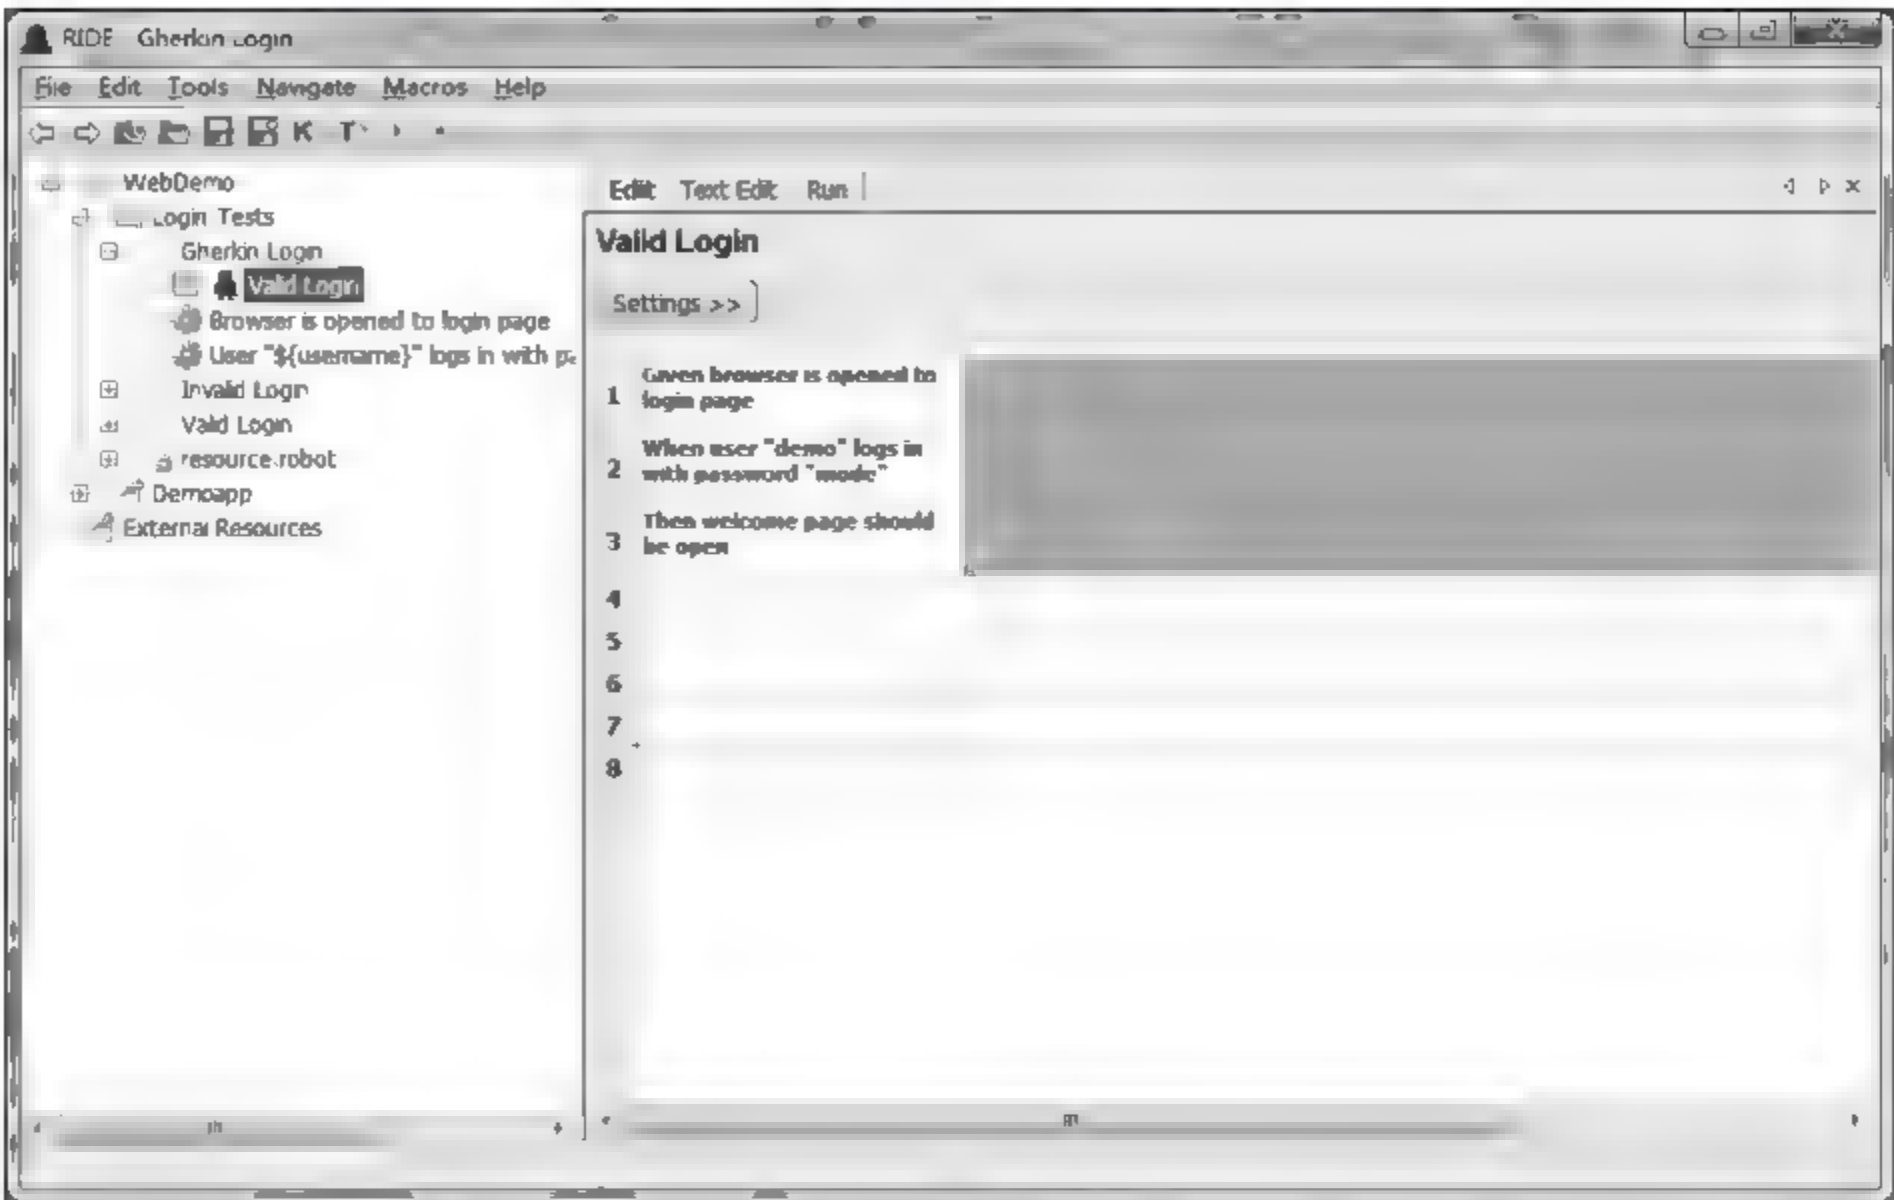 RIDE Gherkin Login
File Edit Tools Navigate Macros Help
WebDemo
Login Tests
Gherkin Login
Valid Login
Browser is opened to login page
User "${username}" logs in with
Invalid Login
Valid Login
resource.robot
Demoapp
External Resources
Edit Text Edit Run
Valid Login
Settings >>
1 Given browser is opened to
login page
2 When user "demo" logs in
with password "mode"
3 Then welcome page should
be open
4
5
6
7
8